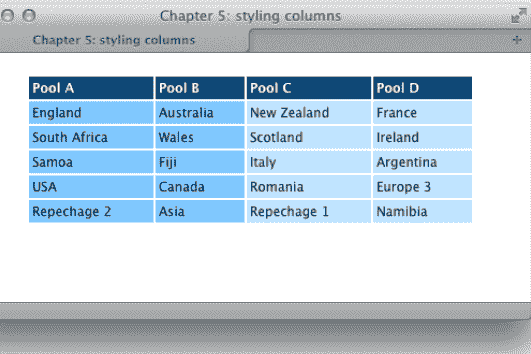 Chapter 5: styling columns
Chapter 5: styling columns
Pool A Pool B Pool C Pool D
England Australia New Zealand France
South Africa Wales Scotland Ireland
Samoa Fiji Italy Argentina
USA Canada Romania Europe 3
Repechage 2 Asia Repechage 1 Namibia